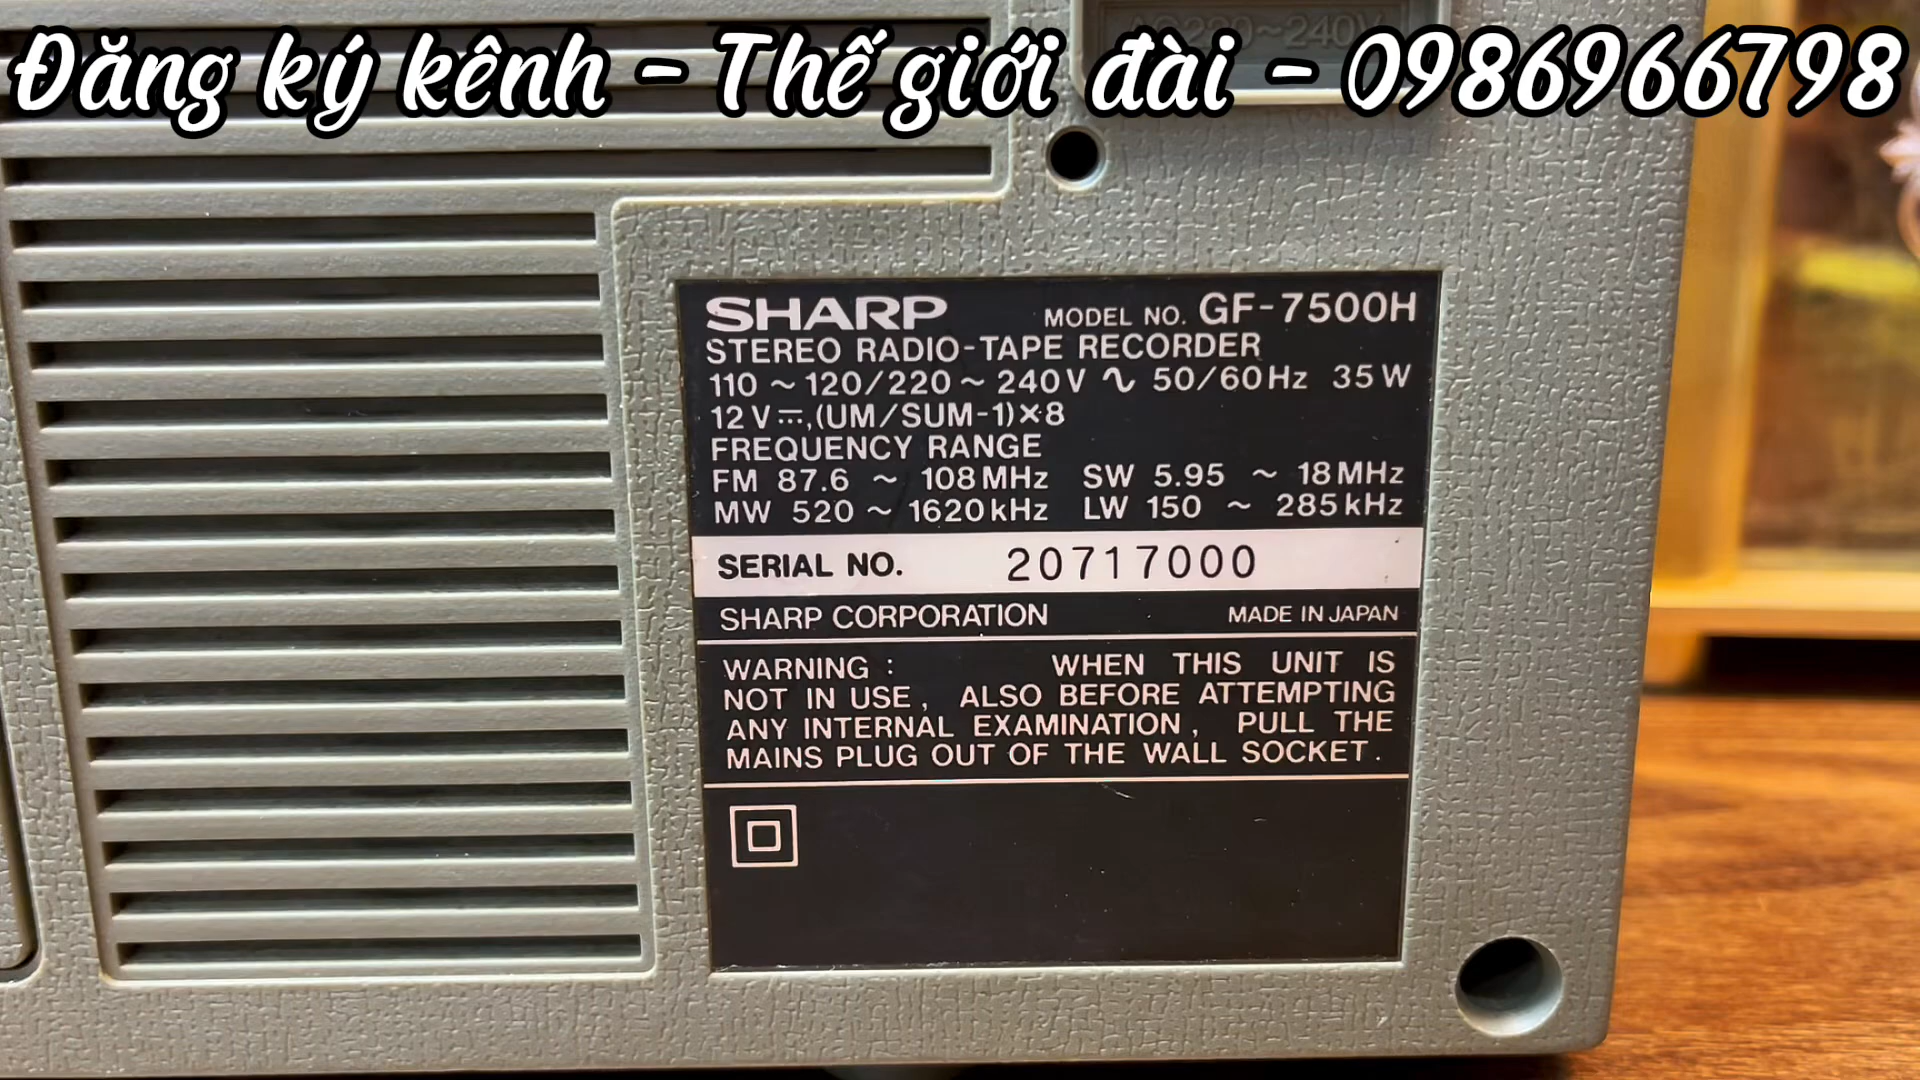 AC220~240V
Đăng ký kênh - Thế giới đài - 0986966798
SHARP MODEL NO. GF-7500H
STEREO RADIO-TAPE RECORDER
110 ~ 120/220 ~ 240V ∿ 50/60Hz 35W
12V⎓,(UM/SUM-1)×8
FREQUENCY RANGE
FM 87.6 ~ 108MHz SW 5.95 ~ 18MHz
MW 520 ~ 1620kHz LW 150 ~ 285kHz
SERIAL NO. 20717000
SHARP CORPORATION MADE IN JAPAN
WARNING : WHEN THIS UNIT IS
NOT IN USE, ALSO BEFORE ATTEMPTING
ANY INTERNAL EXAMINATION, PULL THE
MAINS PLUG OUT OF THE WALL SOCKET.